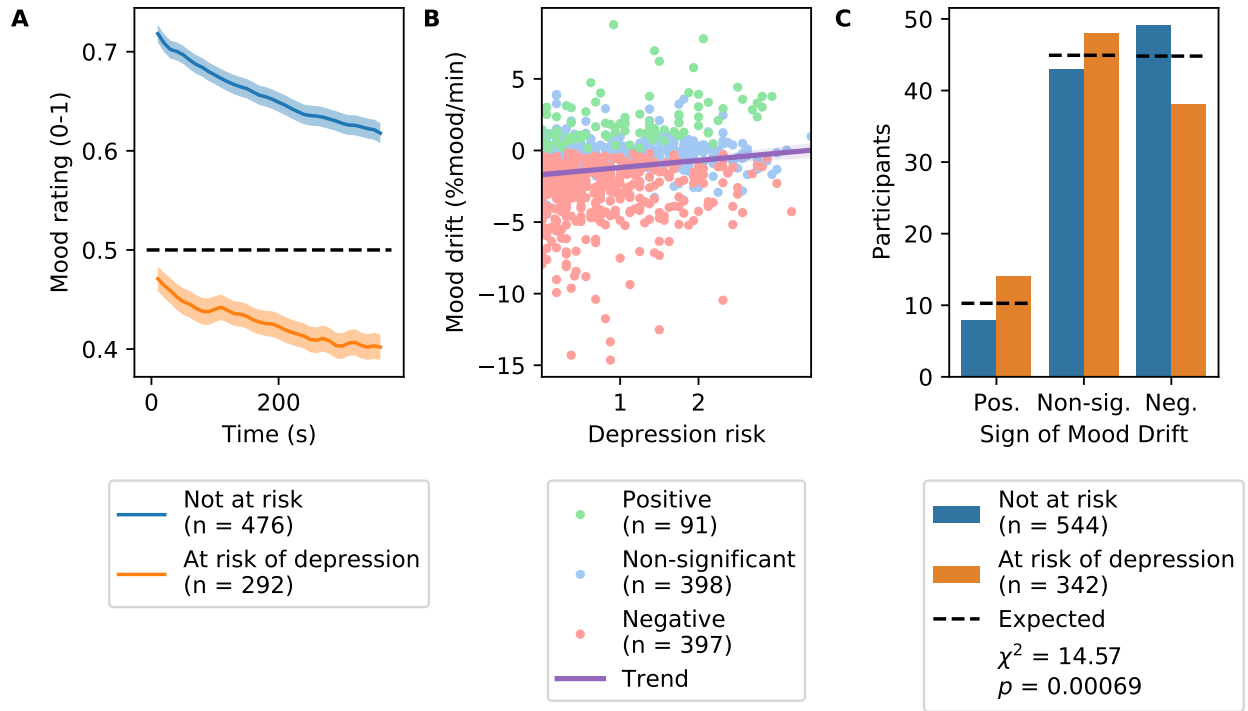 A
Mood rating (0-1)
0.7
0.6
0.5
0.4
0
200
Time (s)
Not at risk
(n = 476)
At risk of depression
(n = 292)
B
Mood drift (%mood/min)
5
0
−5
−10
−15
1
2
Depression risk
Positive
(n = 91)
Non-significant
(n = 398)
Negative
(n = 397)
Trend
C
Participants
50
40
30
20
10
0
Pos.
Non-sig.
Neg.
Sign of Mood Drift
Not at risk
(n = 544)
At risk of depression
(n = 342)
Expected
χ² = 14.57
p = 0.00069